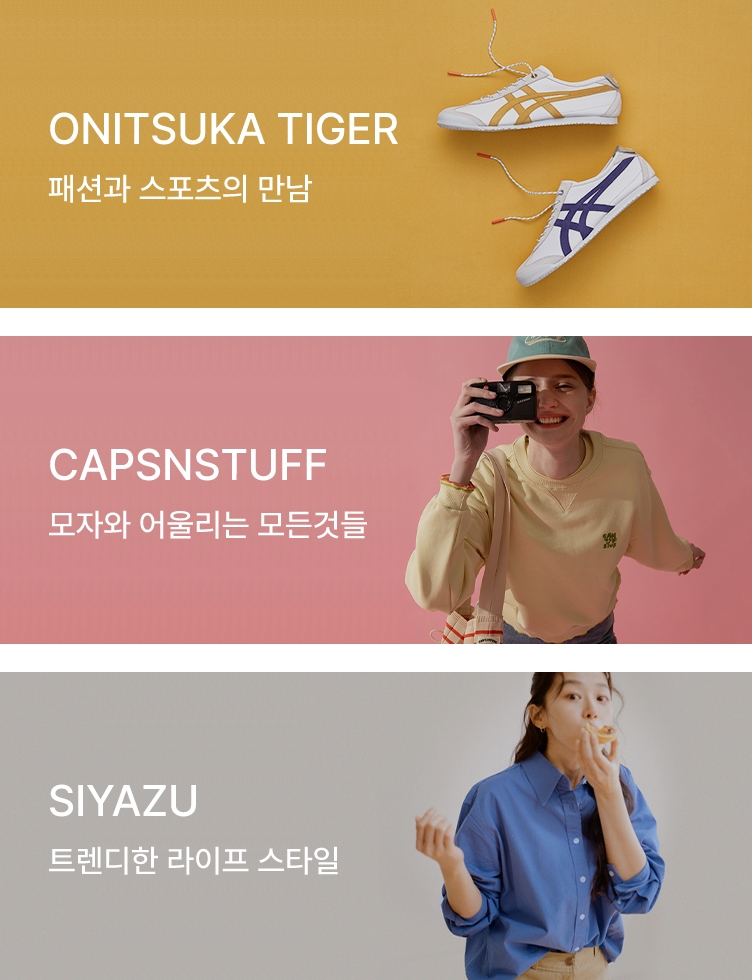 ONITSUKA TIGER
패션과 스포츠의 만남
CAPSNSTUFF
모자와 어울리는 모든것들
SIYAZU
트렌디한 라이프 스타일